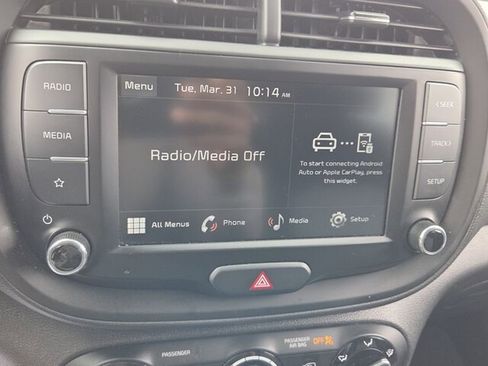 Menu Tue, Mar. 31 10:14 AM
RADIO
MEDIA
< SEEK
TRACK >
SETUP
Radio/Media Off
To start connecting Android
Auto or Apple CarPlay, press
this widget.
All Menus Phone Media Setup
PASSENGER
PASSENGER
AIR BAG
OFF